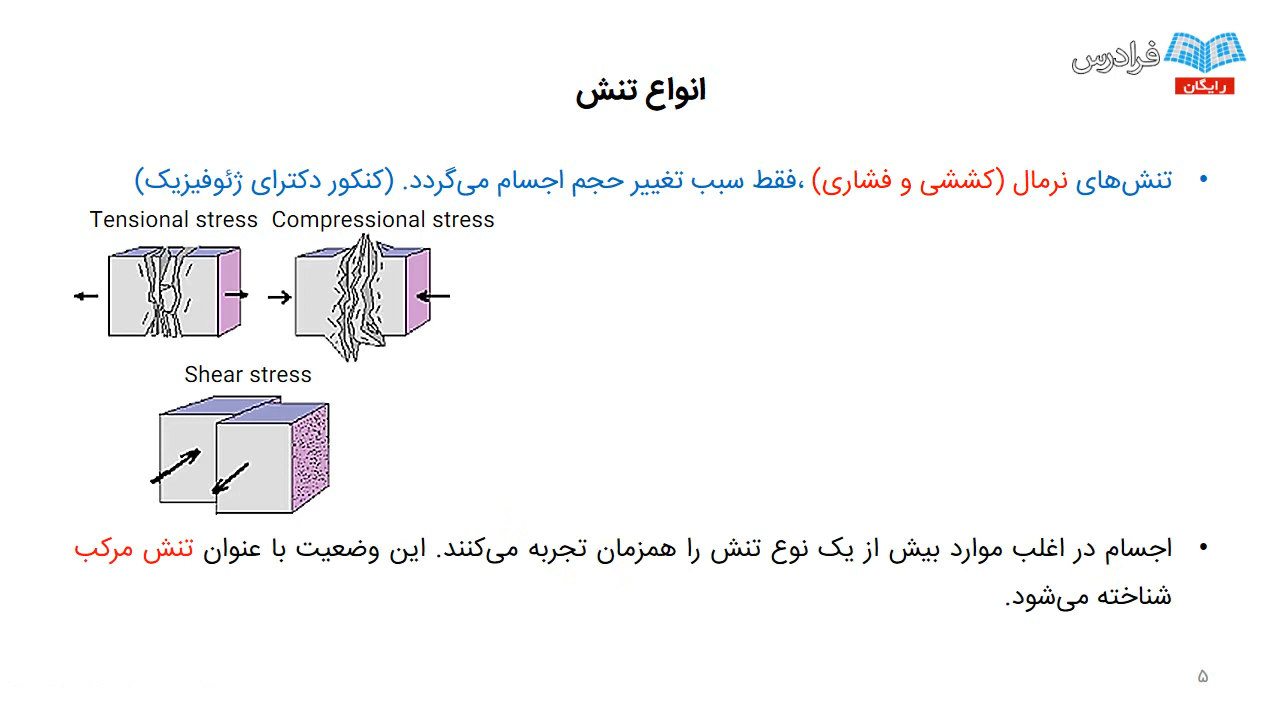 فرادرس
رایگان
انواع تنش
• تنش‌های نرمال (کششی و فشاری) ،فقط سبب تغییر حجم اجسام می‌گردد. (کنکور دکترای ژئوفیزیک)
Tensional stress Compressional stress
Shear stress
• اجسام در اغلب موارد بیش از یک نوع تنش را همزمان تجربه می‌کنند. این وضعیت با عنوان تنش مرکب
شناخته می‌شود.
۵